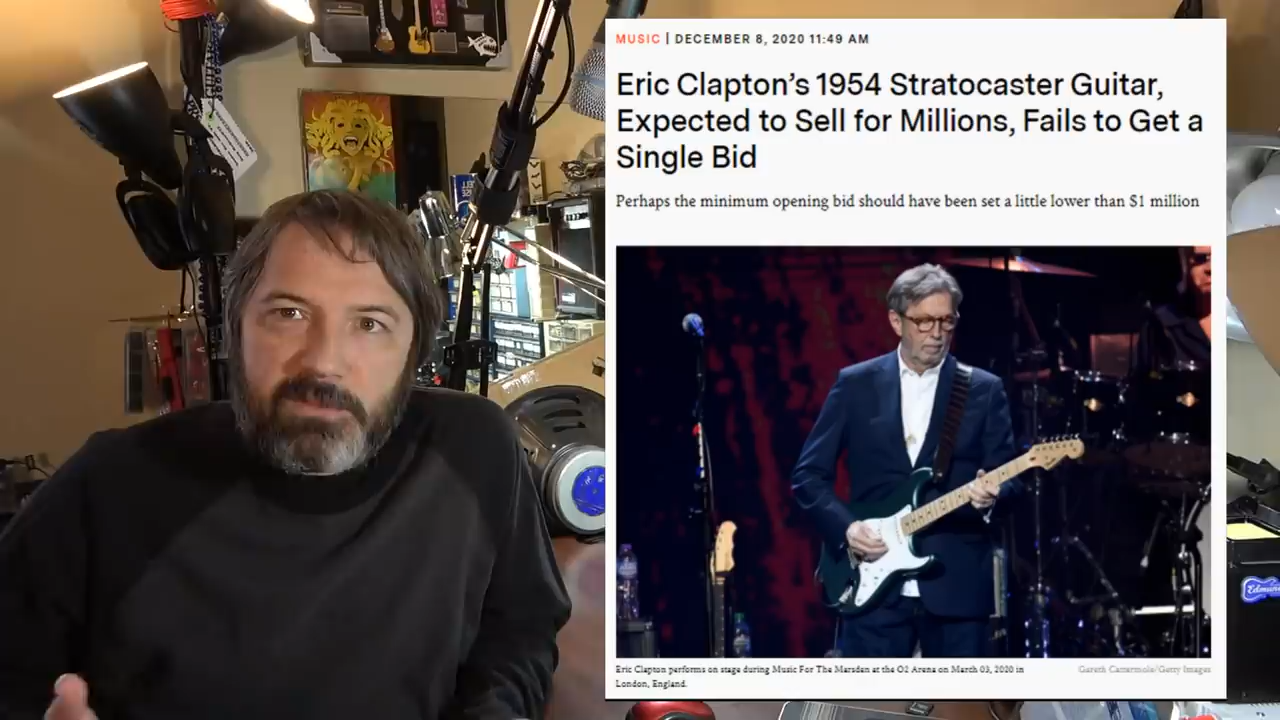 MUSIC | DECEMBER 8, 2020 11:49 AM
Eric Clapton’s 1954 Stratocaster Guitar,
Expected to Sell for Millions, Fails to Get a
Single Bid
Perhaps the minimum opening bid should have been set a little lower than $1 million
Eric Clapton performs on stage during Music For The Marsden at the O2 Arena on March 03, 2020 in
London, England.
Gareth Cattermole/Getty Images